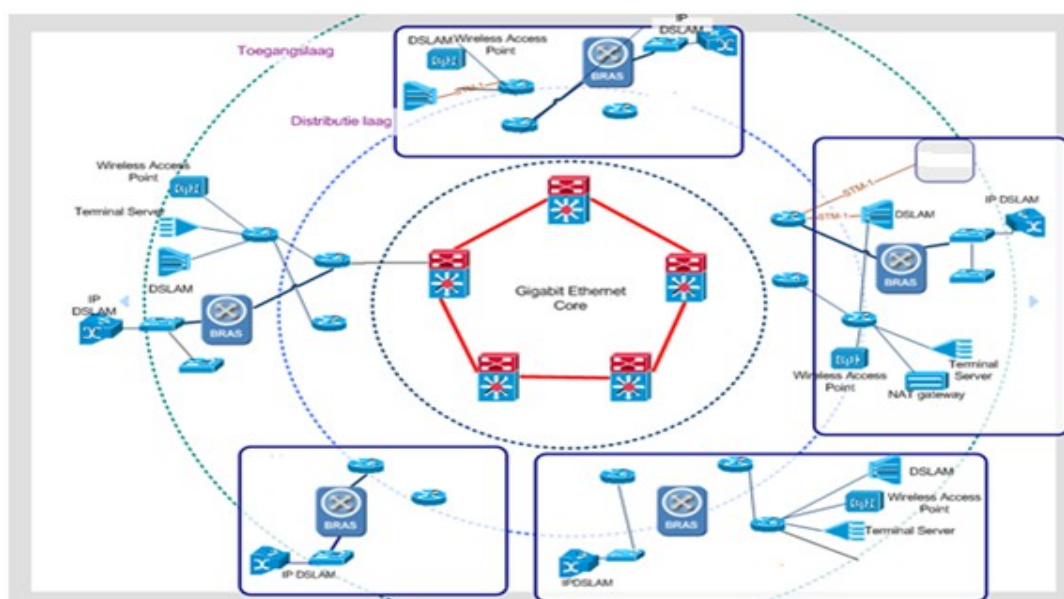 Toegangslaag
Distributie laag
DSLAM
Wireless Access
Point
STM-1
BRAS
IP
DSLAM
Wireless Access
Point
Terminal Server
DSLAM
IP
DSLAM
BRAS
Gigabit Ethernet
Core
STM-1
STM-1
DSLAM
IP DSLAM
BRAS
Wireless Access
Point
Terminal
Server
NAT gateway
BRAS
IP DSLAM
BRAS
IPDSLAM
DSLAM
Wireless Access
Point
Terminal Server